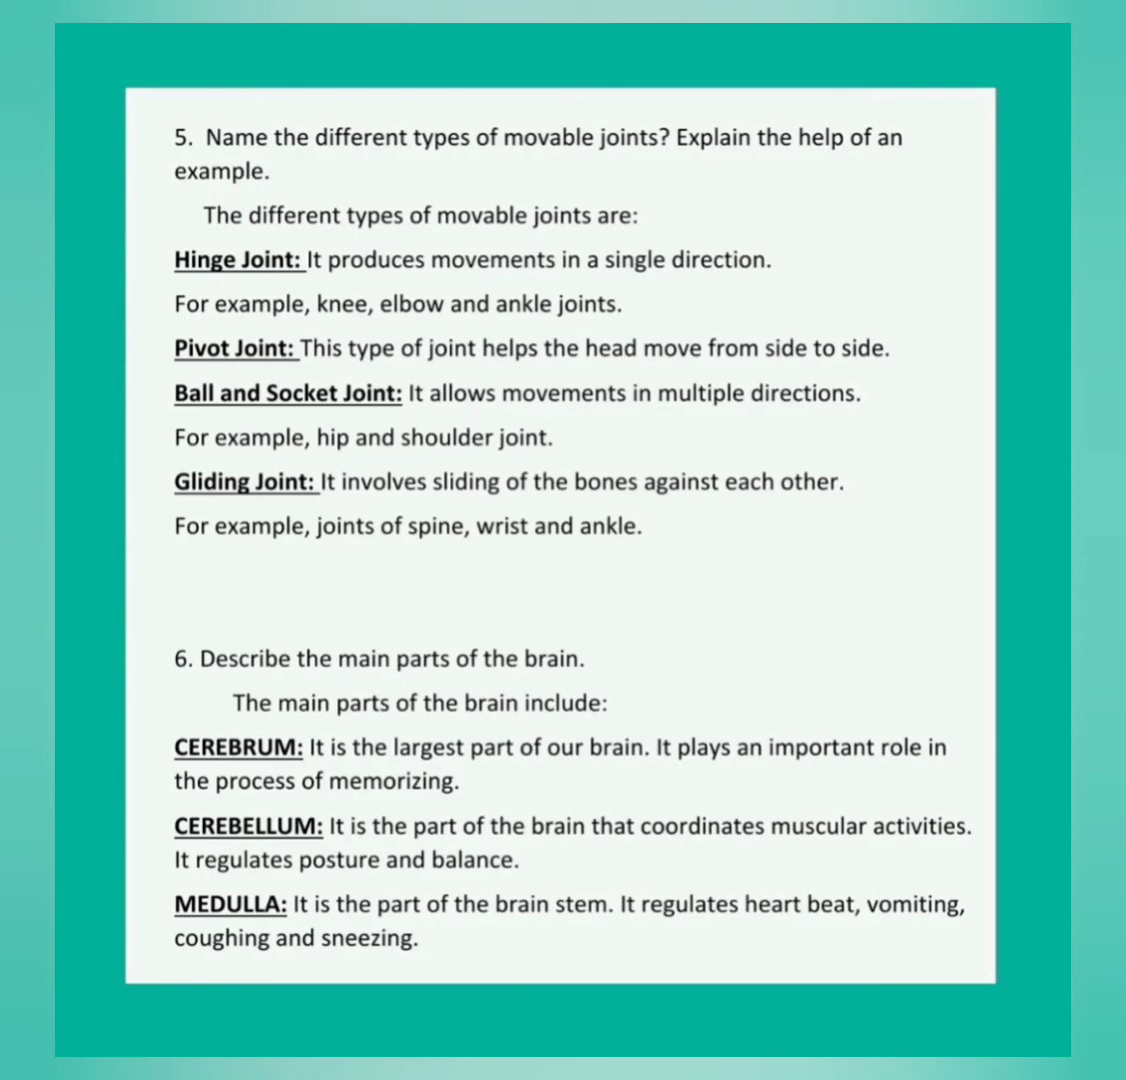 5.  Name the different types of movable joints? Explain the help of an
example.
The different types of movable joints are:
Hinge Joint: It produces movements in a single direction.
For example, knee, elbow and ankle joints.
Pivot Joint: This type of joint helps the head move from side to side.
Ball and Socket Joint: It allows movements in multiple directions.
For example, hip and shoulder joint.
Gliding Joint: It involves sliding of the bones against each other.
For example, joints of spine, wrist and ankle.
6. Describe the main parts of the brain.
The main parts of the brain include:
CEREBRUM: It is the largest part of our brain. It plays an important role in
the process of memorizing.
CEREBELLUM: It is the part of the brain that coordinates muscular activities.
It regulates posture and balance.
MEDULLA: It is the part of the brain stem. It regulates heart beat, vomiting,
coughing and sneezing.